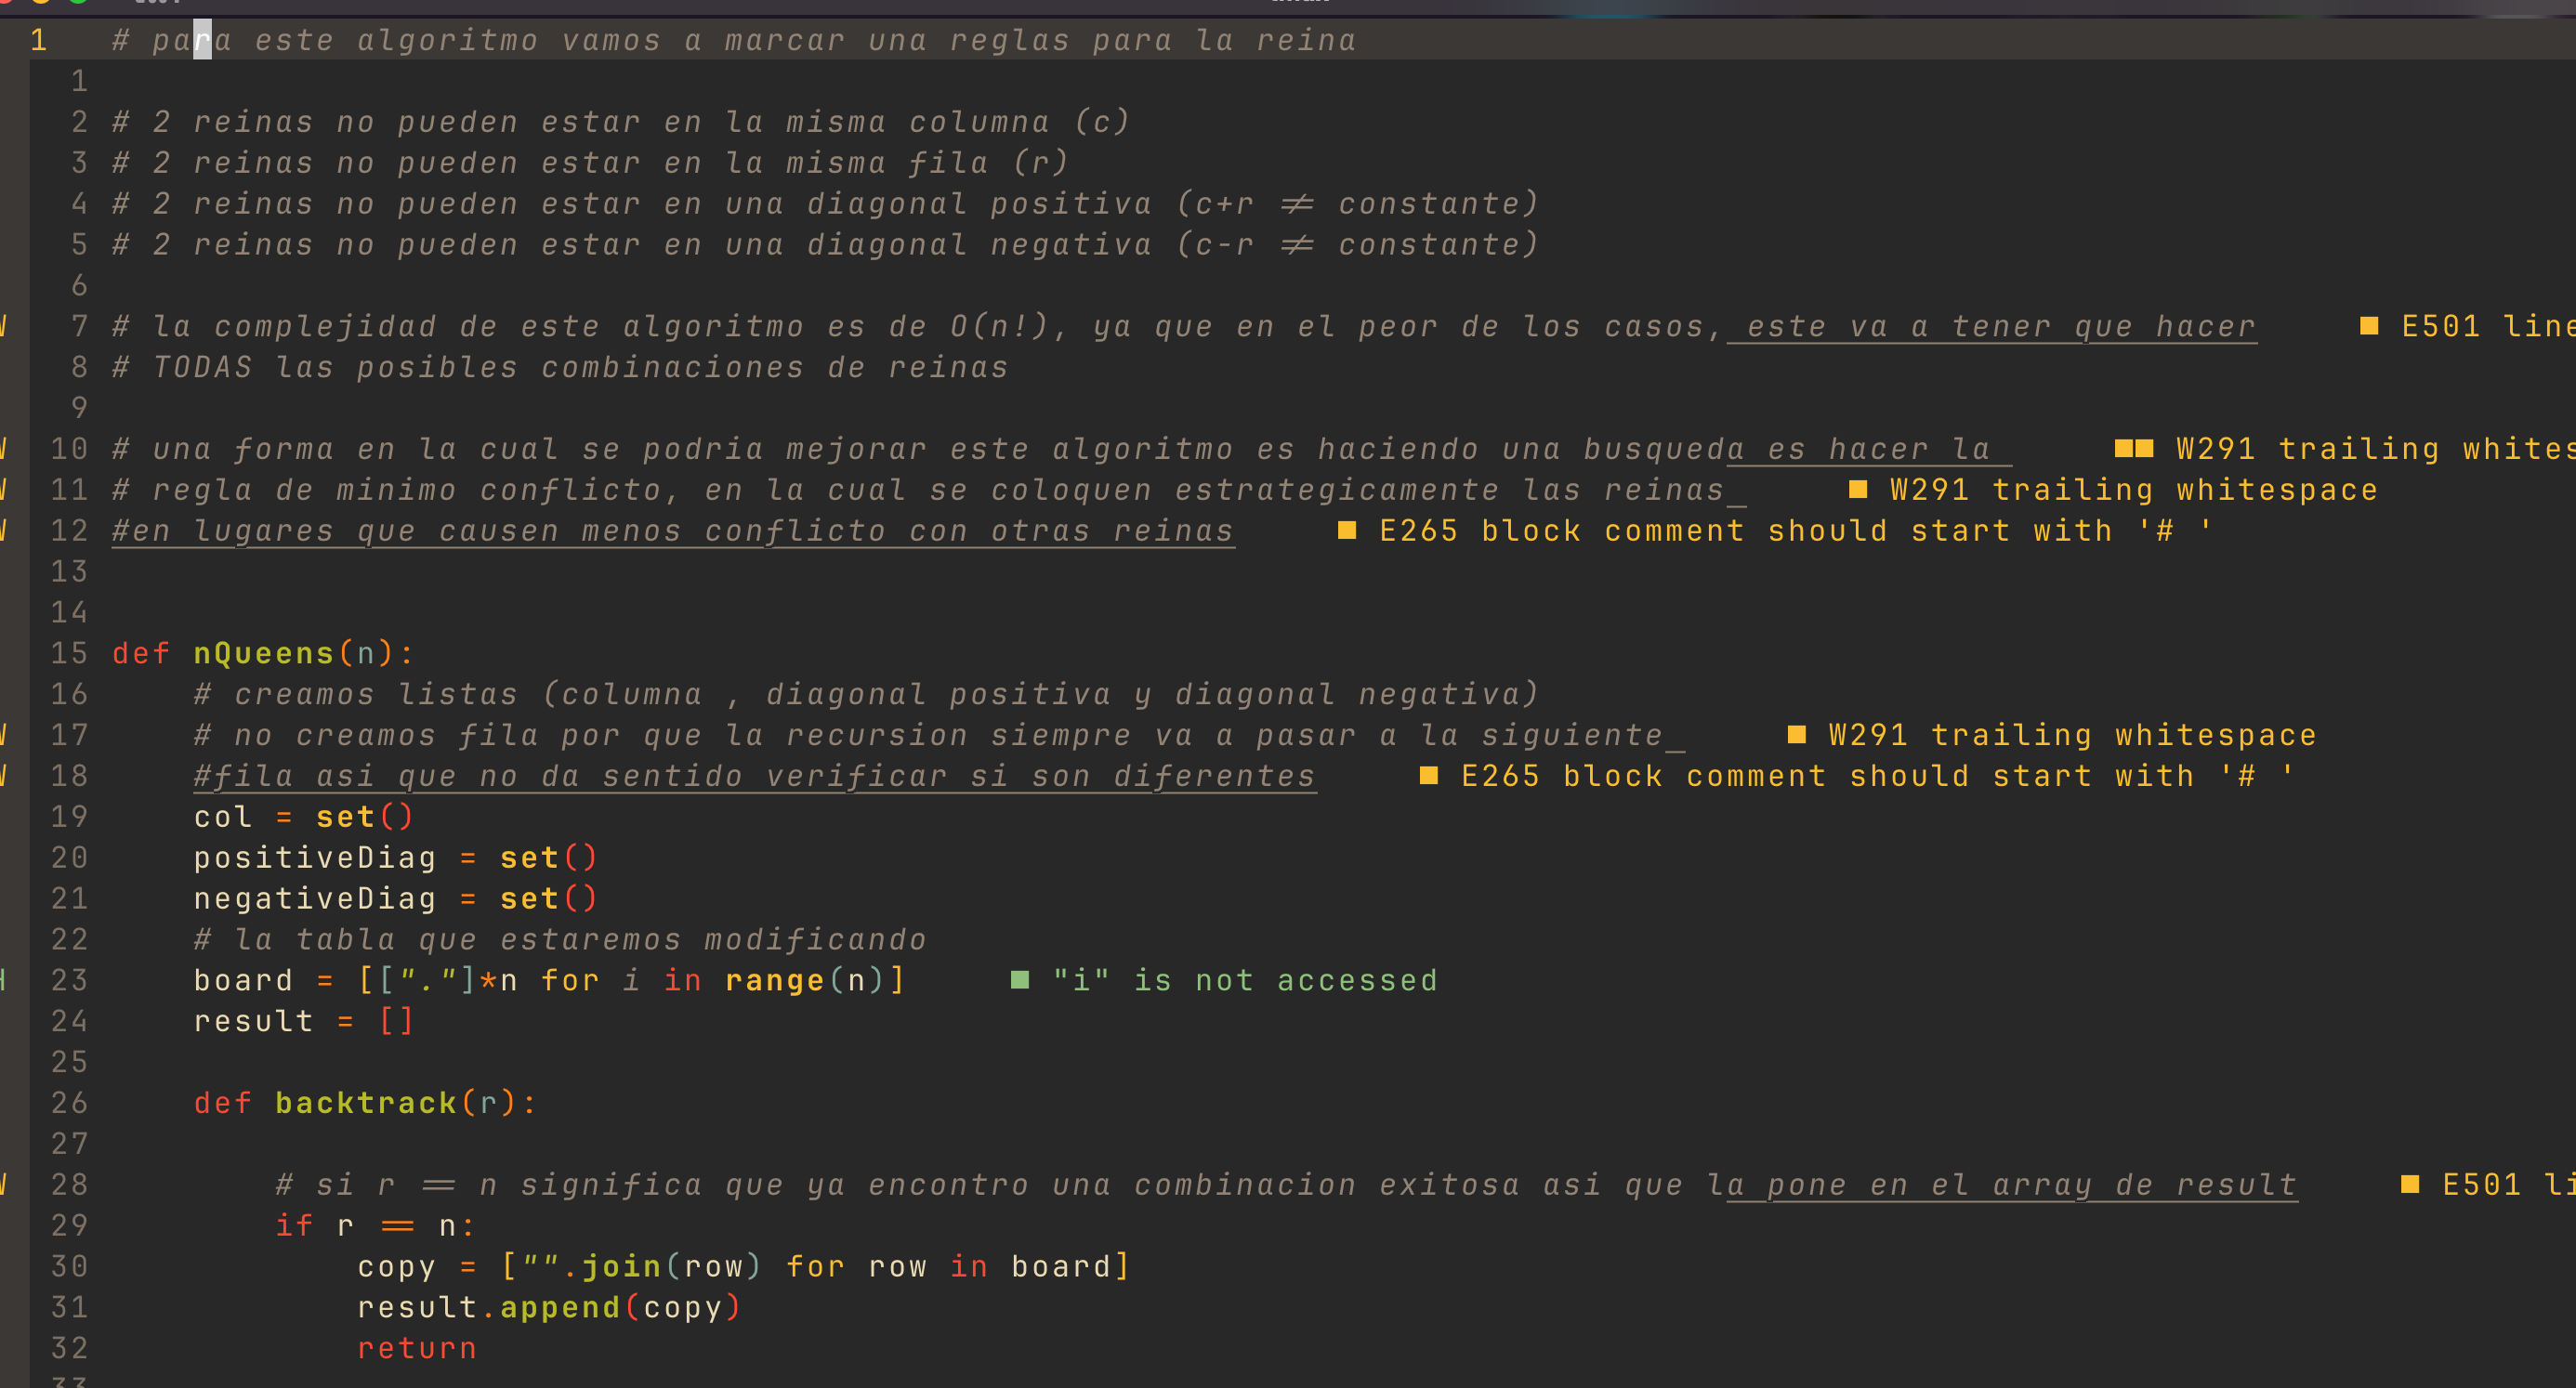 1 # para este algoritmo vamos a marcar una reglas para la reina
1
2 # 2 reinas no pueden estar en la misma columna (c)
3 # 2 reinas no pueden estar en la misma fila (r)
4 # 2 reinas no pueden estar en una diagonal positiva (c+r != constante)
5 # 2 reinas no pueden estar en una diagonal negativa (c-r != constante)
6
7 # la complejidad de este algoritmo es de O(n!), ya que en el peor de los casos, este va a tener que hacer ■ E501 line
8 # TODAS las posibles combinaciones de reinas
9
10 # una forma en la cual se podria mejorar este algoritmo es haciendo una busqueda es hacer la ■■ W291 trailing whites
11 # regla de minimo conflicto, en la cual se coloquen estrategicamente las reinas ■ W291 trailing whitespace
12 #en lugares que causen menos conflicto con otras reinas ■ E265 block comment should start with '# '
13
14
15 def nQueens(n):
16 # creamos listas (columna , diagonal positiva y diagonal negativa)
17 # no creamos fila por que la recursion siempre va a pasar a la siguiente ■ W291 trailing whitespace
18 #fila asi que no da sentido verificar si son diferentes ■ E265 block comment should start with '# '
19 col = set()
20 positiveDiag = set()
21 negativeDiag = set()
22 # la tabla que estaremos modificando
23 board = [["."]*n for i in range(n)] ■ "i" is not accessed
24 result = []
25
26 def backtrack(r):
27
28 # si r == n significa que ya encontro una combinacion exitosa asi que la pone en el array de result ■ E501 li
29 if r == n:
30 copy = ["".join(row) for row in board]
31 result.append(copy)
32 return
33